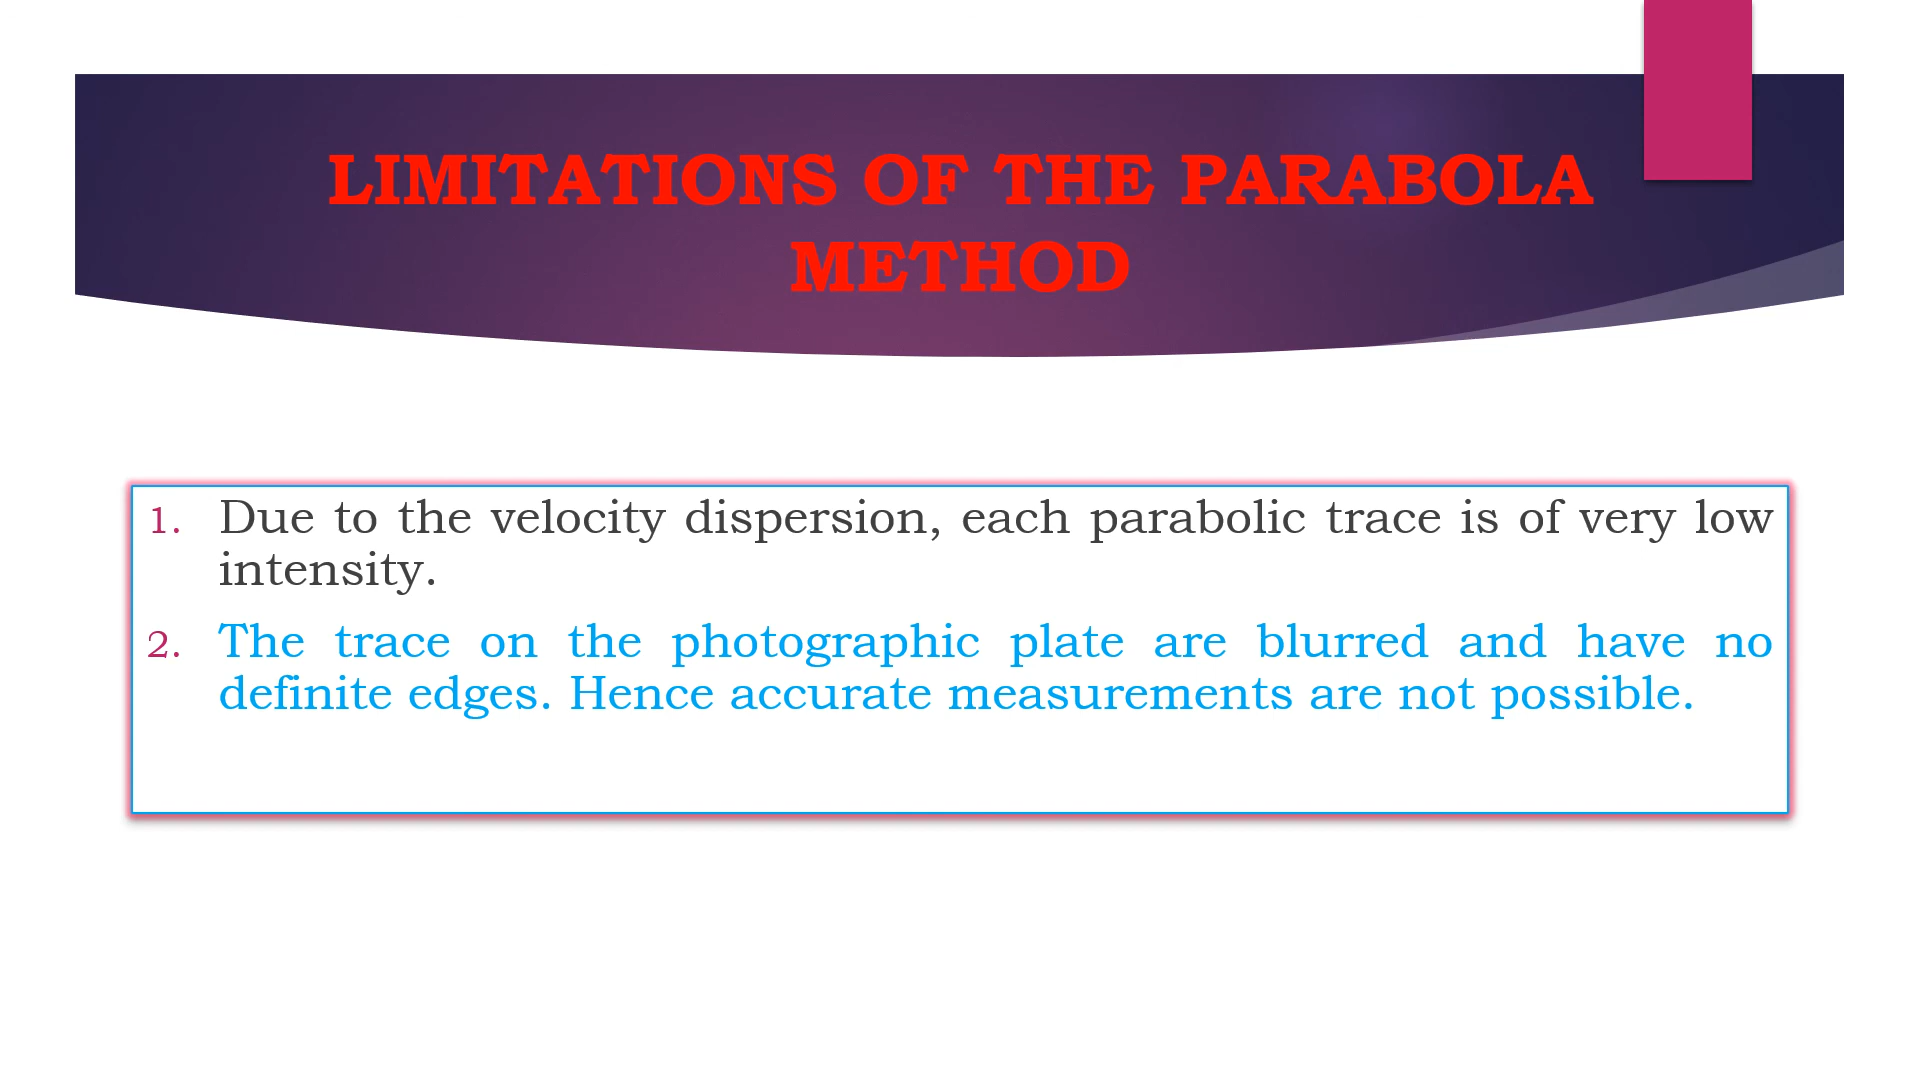 LIMITATIONS OF THE PARABOLA
METHOD
1. Due to the velocity dispersion, each parabolic trace is of very low
intensity.
2. The trace on the photographic plate are blurred and have no
definite edges. Hence accurate measurements are not possible.